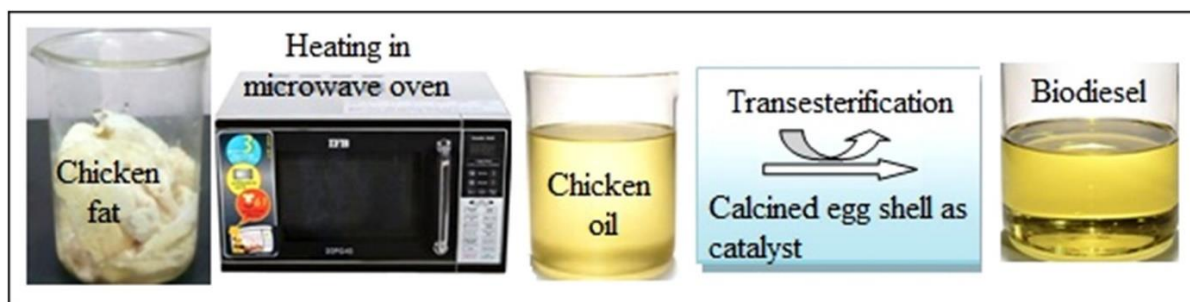 Chicken
fat
Heating in
microwave oven
IFB
Chicken
oil
Transesterification
Calcined egg shell as
catalyst
Biodiesel